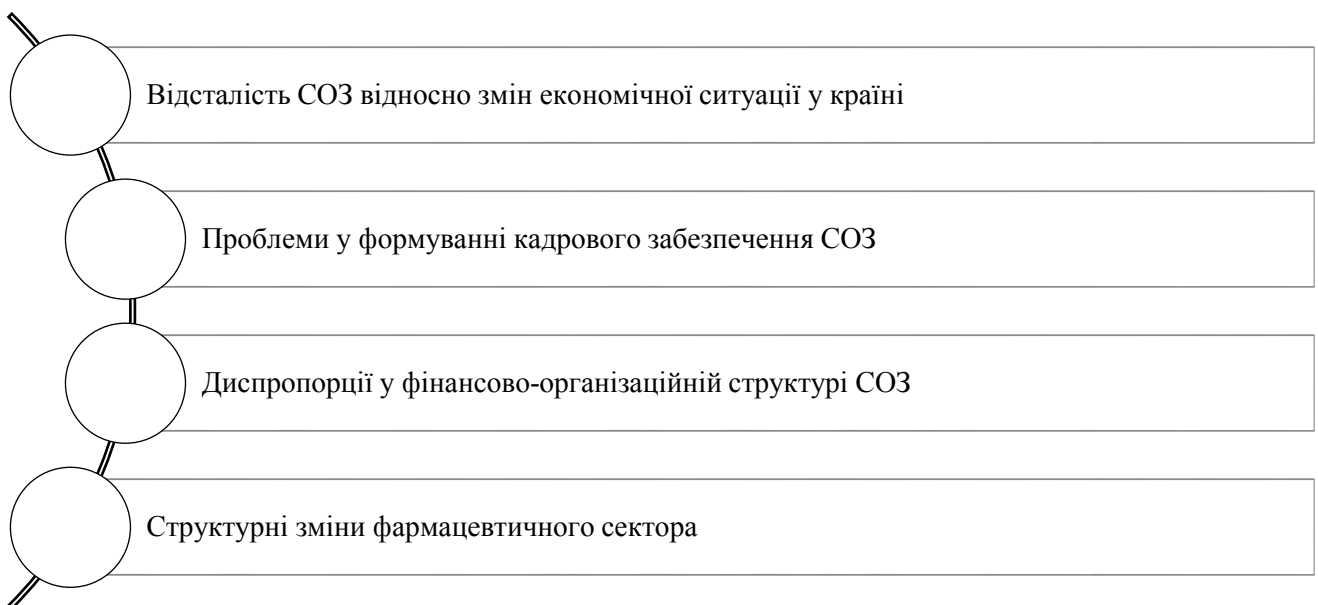 Відсталість СОЗ відносно змін економічної ситуації у країні
Проблеми у формуванні кадрового забезпечення СОЗ
Диспропорції у фінансово-організаційній структурі СОЗ
Структурні зміни фармацевтичного сектора